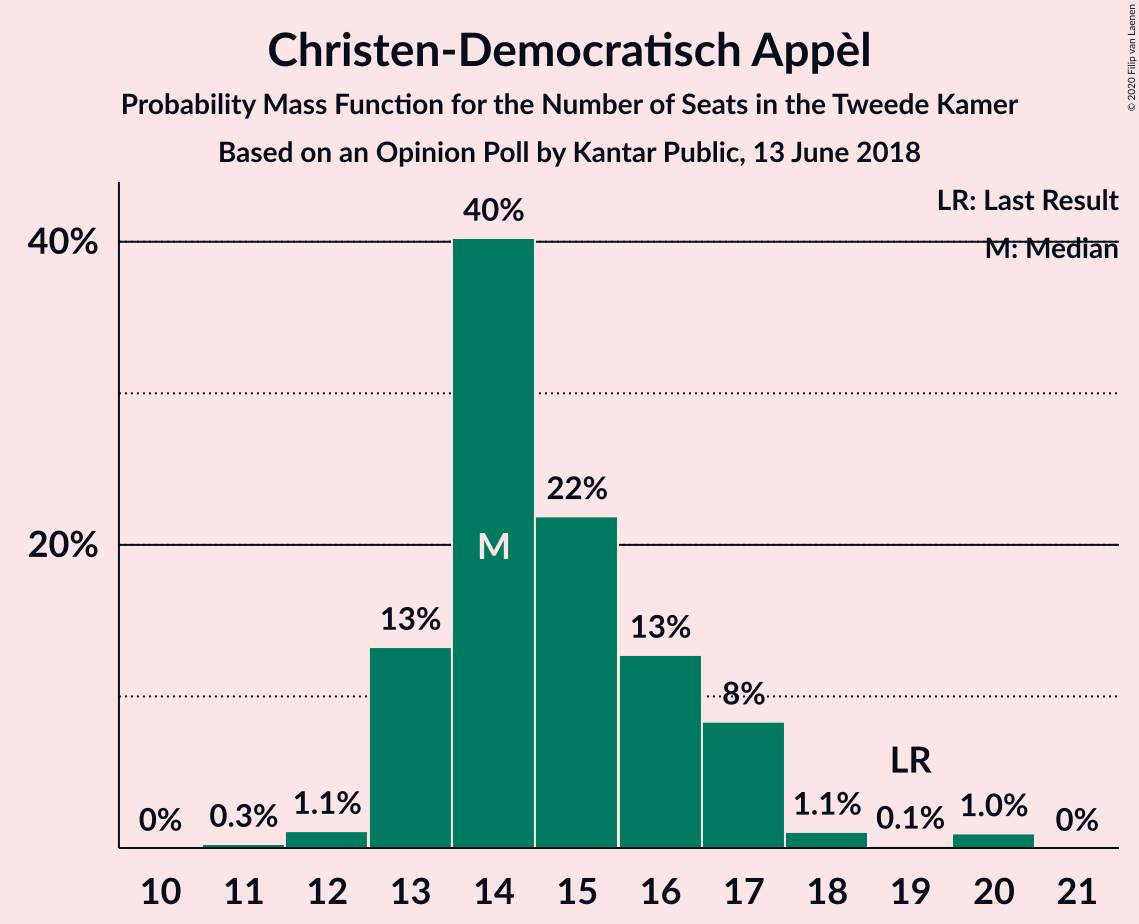 Christen-Democratisch Appèl
Probability Mass Function for the Number of Seats in the Tweede Kamer
Based on an Opinion Poll by Kantar Public, 13 June 2018
© 2020 Filip van Laenen
LR: Last Result
M: Median
40%
20%
0%
0.3%
1.1%
13%
40%
M
22%
13%
8%
1.1%
LR
0.1%
1.0%
0%
10 11 12 13 14 15 16 17 18 19 20 21